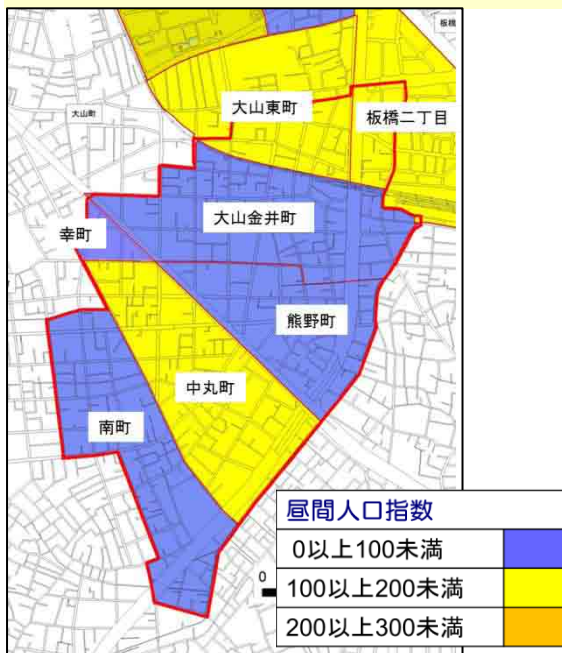 板橋
大山町
大山東町
板橋二丁目
大山金井町
幸町
熊野町
中丸町
南町
昼間人口指数
0以上100未満
0
100以上200未満
200以上300未満